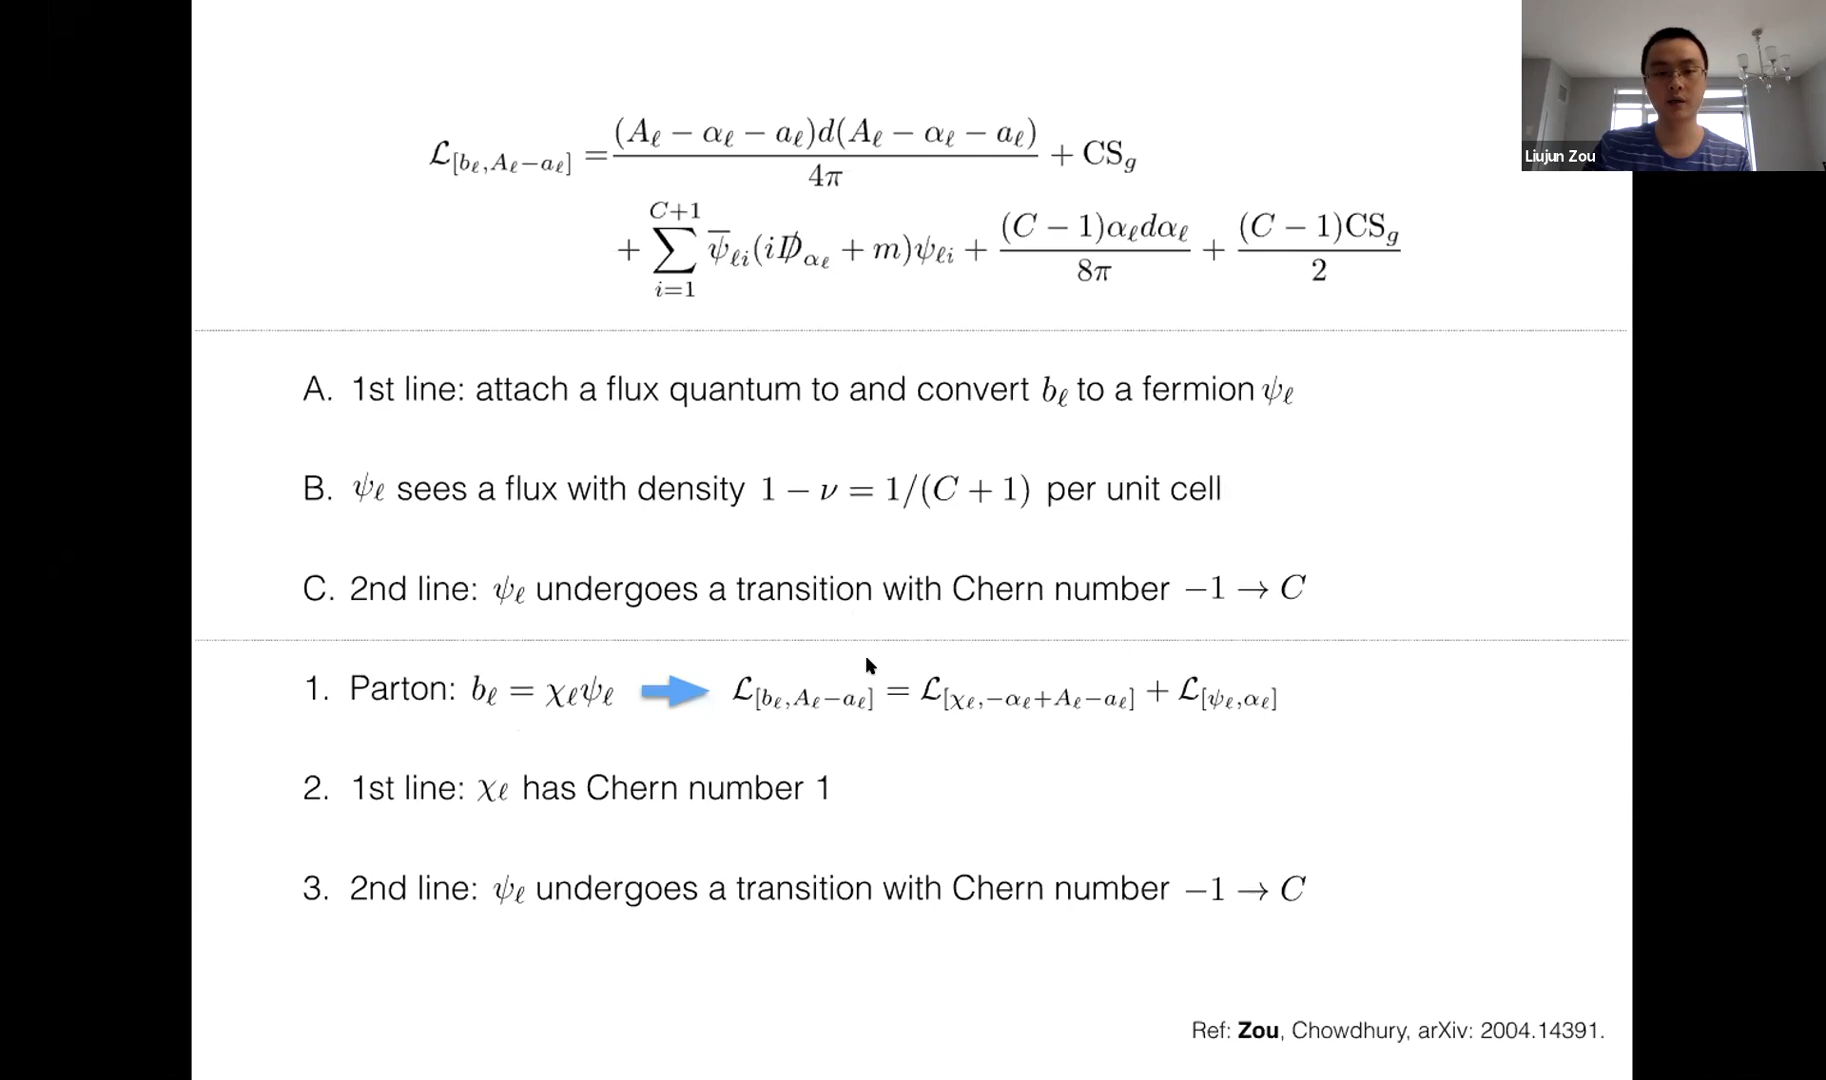 Liujun Zou
ℒ_{[b_ℓ, A_ℓ − a_ℓ]} = (A_ℓ − α_ℓ − a_ℓ)d(A_ℓ − α_ℓ − a_ℓ) / 4π + CS_g
+ ∑_{i=1}^{C+1} ψ̄_{ℓi}(iD̸_{α_ℓ} + m)ψ_{ℓi} + (C − 1)α_ℓdα_ℓ / 8π + (C − 1)CS_g / 2
A. 1st line: attach a flux quantum to and convert b_ℓ to a fermion ψ_ℓ
B. ψ_ℓ sees a flux with density 1 − ν = 1/(C + 1) per unit cell
C. 2nd line: ψ_ℓ undergoes a transition with Chern number −1 → C
1. Parton: b_ℓ = χ_ℓψ_ℓ ➡ ℒ_{[b_ℓ, A_ℓ−a_ℓ]} = ℒ_{[χ_ℓ, −α_ℓ+A_ℓ−a_ℓ]} + ℒ_{[ψ_ℓ, α_ℓ]}
2. 1st line: χ_ℓ has Chern number 1
3. 2nd line: ψ_ℓ undergoes a transition with Chern number −1 → C
Ref: Zou, Chowdhury, arXiv: 2004.14391.